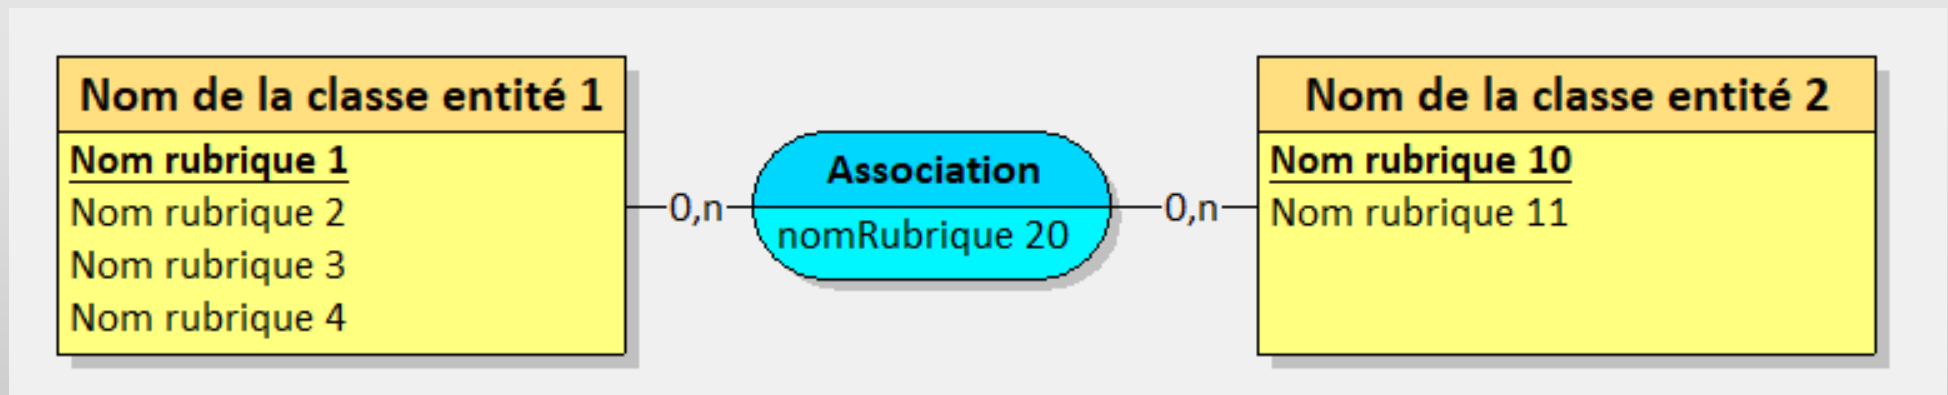 Nom de la classe entité 1
Nom rubrique 1
Nom rubrique 2
Nom rubrique 3
Nom rubrique 4
0,n
Association
nomRubrique 20
0,n
Nom de la classe entité 2
Nom rubrique 10
Nom rubrique 11